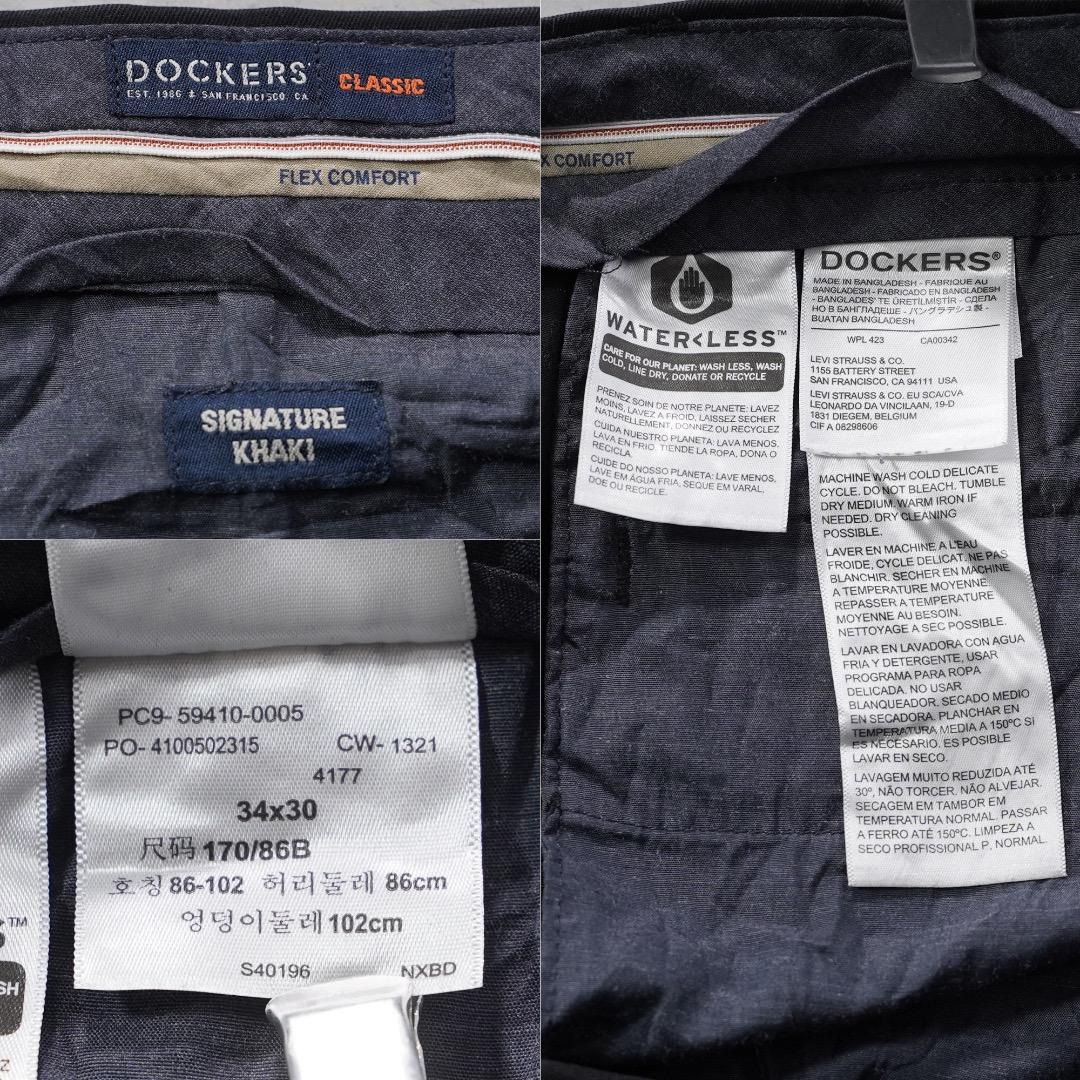 DOCKERS®
EST. 1986 ⚓ SAN FRANCISCO, CA
CLASSIC
FLEX COMFORT
SIGNATURE
KHAKI
X COMFORT
WATER<LESS™
CARE FOR OUR PLANET: WASH LESS, WASH
COLD, LINE DRY, DONATE OR RECYCLE
PRENEZ SOIN DE NOTRE PLANETE: LAVEZ
MOINS, LAVEZ A FROID, LAISSEZ SECHER
NATURELLEMENT, DONNEZ OU RECYCLEZ
CUIDA NUESTRO PLANETA: LAVA MENOS,
LAVA EN FRIO, TIENDE LA ROPA, DONA O
RECICLA.
CUIDE DO NOSSO PLANETA: LAVE MENOS,
LAVE EM ÁGUA FRIA, SEQUE EM VARAL,
DOE OU RECICLE.
DOCKERS®
MADE IN BANGLADESH - FABRIQUE AU
BANGLADESH - FABRICADO EN BANGLADESH
- BANGLADEŞ' TE ÜRETİLMİŞTİR - СДЕЛА
НО В БАНГЛАДЕШЕ - バングラデシュ製 -
BUATAN BANGLADESH
WPL 423 CA00342
LEVI STRAUSS & CO.
1155 BATTERY STREET
SAN FRANCISCO, CA 94111 USA
LEVI STRAUSS & CO. EU SCA/CVA
LEONARDO DA VINCILAAN, 19-D
1831 DIEGEM, BELGIUM
CIF A 08298606
MACHINE WASH COLD DELICATE
CYCLE. DO NOT BLEACH. TUMBLE
DRY MEDIUM. WARM IRON IF
NEEDED. DRY CLEANING
POSSIBLE.
LAVER EN MACHINE A L'EAU
FROIDE, CYCLE DELICAT. NE PAS
BLANCHIR. SECHER EN MACHINE
A TEMPERATURE MOYENNE.
REPASSER A TEMPERATURE
MOYENNE AU BESOIN.
NETTOYAGE A SEC POSSIBLE.
LAVAR EN LAVADORA CON AGUA
FRIA Y DETERGENTE, USAR
PROGRAMA PARA ROPA
DELICADA. NO USAR
BLANQUEADOR. SECADO MEDIO
EN SECADORA. PLANCHAR EN
TEMPERATURA MEDIA A 150ºC SI
ES NECESARIO. ES POSIBLE
LAVAR EN SECO.
LAVAGEM MUITO REDUZIDA ATÉ
30º, NÃO TORCER. NÃO ALVEJAR.
SECAGEM EM TAMBOR EM
TEMPERATURA NORMAL. PASSAR
A FERRO ATÉ 150ºC. LIMPEZA A
SECO PROFISSIONAL P. NORMAL.
PC9- 59410-0005
PO- 4100502315 CW- 1321
4177
34x30
尺码 170/86B
호칭 86-102 허리둘레 86cm
엉덩이둘레 102cm
S40196 NXBD
S™
SH
Z